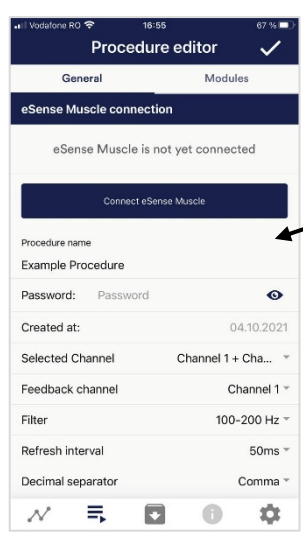 Vodafone RO 16:55 67 %
Procedure editor
General Modules
eSense Muscle connection
eSense Muscle is not yet connected
Connect eSense Muscle
Procedure name
Example Procedure
Password: Password
Created at: 04.10.2021
Selected Channel Channel 1 + Cha...
Feedback channel Channel 1
Filter 100-200 Hz
Refresh interval 50ms
Decimal separator Comma